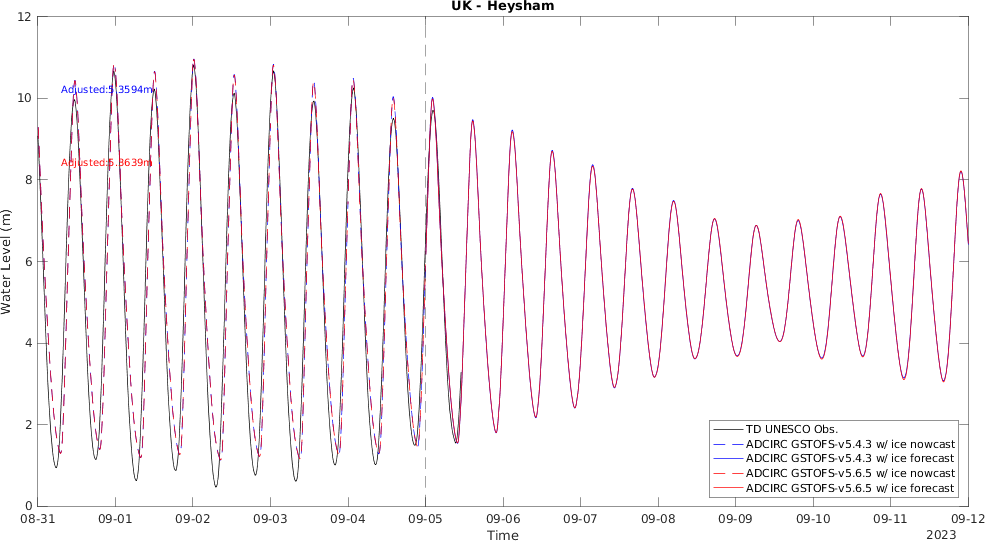 UK - Heysham
12
10
8
6
4
2
0
Water Level (m)
Adjusted:5.3594m
Adjusted:5.3639m
TD UNESCO Obs.
ADCIRC GSTOFS-v5.4.3 w/ ice nowcast
ADCIRC GSTOFS-v5.4.3 w/ ice forecast
ADCIRC GSTOFS-v5.6.5 w/ ice nowcast
ADCIRC GSTOFS-v5.6.5 w/ ice forecast
08-31 09-01 09-02 09-03 09-04 09-05 09-06 09-07 09-08 09-09 09-10 09-11 09-12
Time
2023